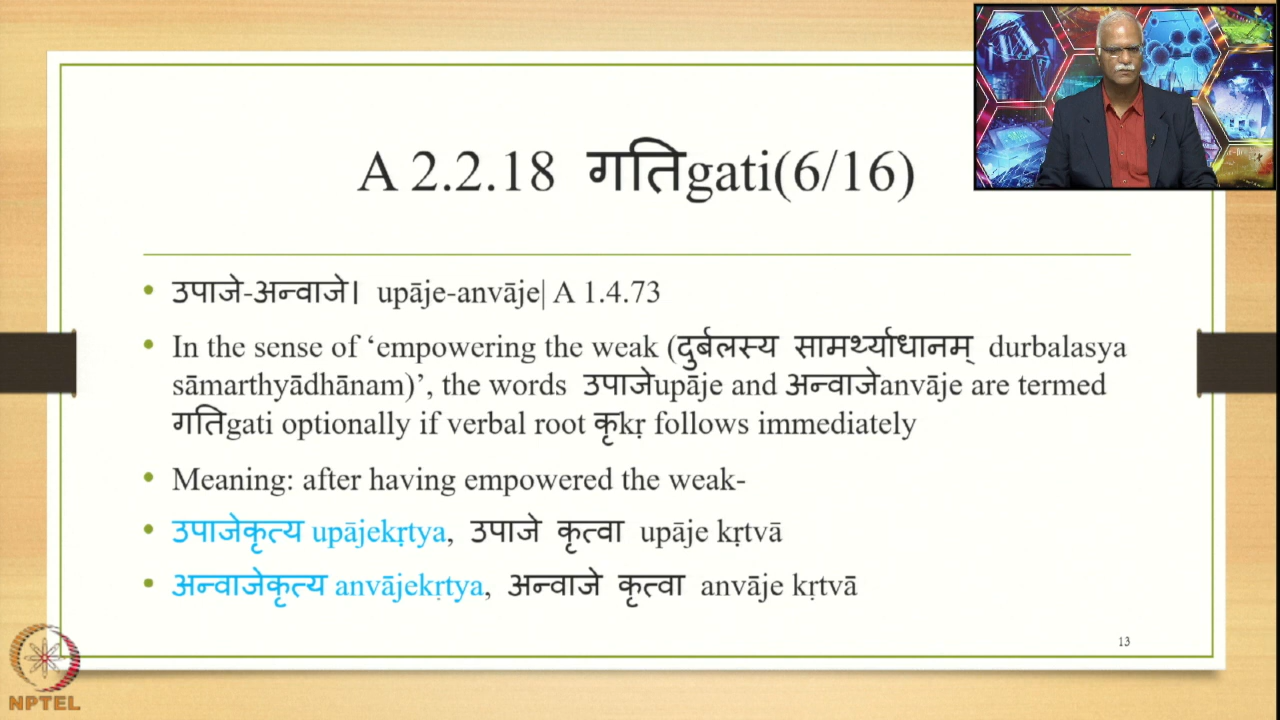 A 2.2.18 गतिgati(6/16)
उपाजे-अन्वाजे। upāje-anvāje| A 1.4.73
In the sense of ‘empowering the weak (दुर्बलस्य सामर्थ्याधानम् durbalasya
sāmarthyādhānam)’, the words उपाजेupāje and अन्वाजेanvāje are termed
गतिgati optionally if verbal root कृkṛ follows immediately
Meaning: after having empowered the weak-
उपाजेकृत्य upājekṛtya, उपाजे कृत्वा upāje kṛtvā
अन्वाजेकृत्य anvājekṛtya, अन्वाजे कृत्वा anvāje kṛtvā
13
NPTEL